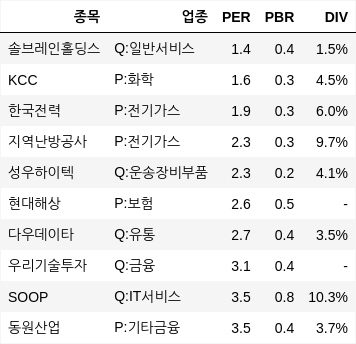 종목 업종 PER PBR DIV
솔브레인홀딩스 Q:일반서비스 1.4 0.4 1.5%
KCC P:화학 1.6 0.3 4.5%
한국전력 P:전기가스 1.9 0.3 6.0%
지역난방공사 P:전기가스 2.3 0.3 9.7%
성우하이텍 Q:운송장비부품 2.3 0.2 4.1%
현대해상 P:보험 2.6 0.5 -
다우데이타 Q:유통 2.7 0.4 3.5%
우리기술투자 Q:금융 3.1 0.4 -
SOOP Q:IT서비스 3.5 0.8 10.3%
동원산업 P:기타금융 3.5 0.4 3.7%